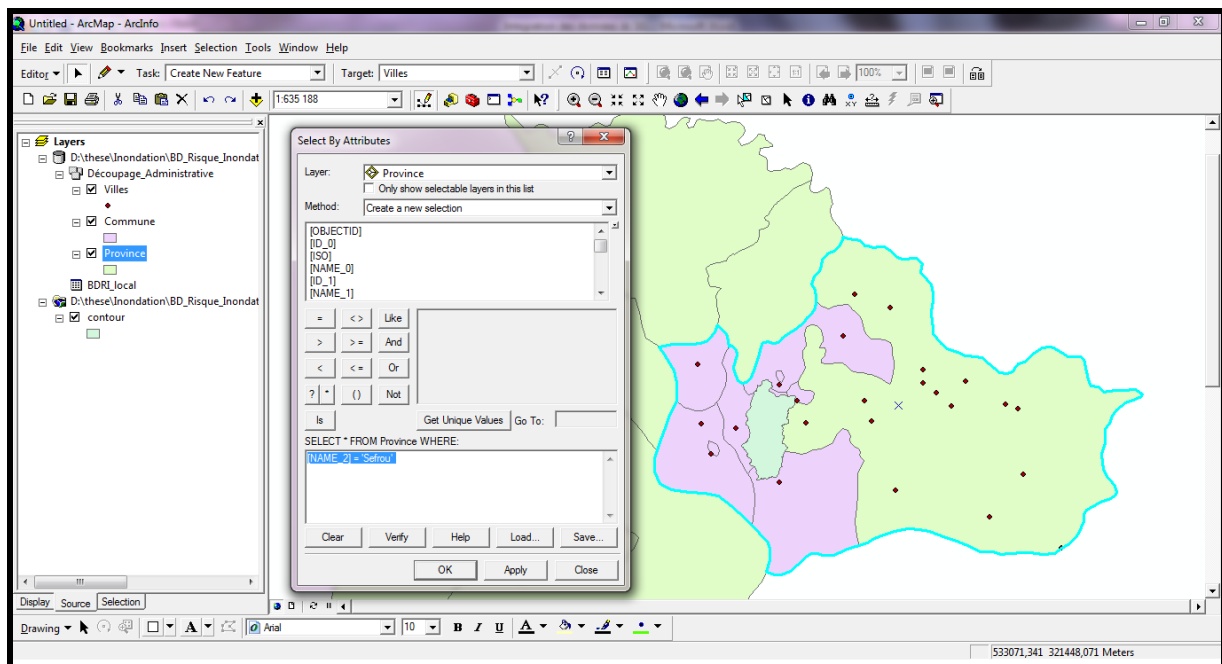 Untitled - ArcMap - ArcInfo
File Edit View Bookmarks Insert Selection Tools Window Help
Editor Task: Create New Feature Target: Villes 100%
1:635 188
Layers
D:\these\Inondation\BD_Risque_Inondat
Découpage_Administrative
Villes
Commune
Province
BDRI_local
D:\these\Inondation\BD_Risque_Inondat
contour
Display Source Selection
Select By Attributes
Layer: Province
Only show selectable layers in this list
Method: Create a new selection
[OBJECTID]
[ID_0]
[ISO]
[NAME_0]
[ID_1]
[NAME_1]
= <> Like
> >= And
< <= Or
? * () Not
Is Get Unique Values Go To:
SELECT * FROM Province WHERE:
[NAME_2] = 'Sefrou'
Clear Verify Help Load... Save...
OK Apply Close
Drawing A Arial 10 B I U A
533071,341 321448,071 Meters